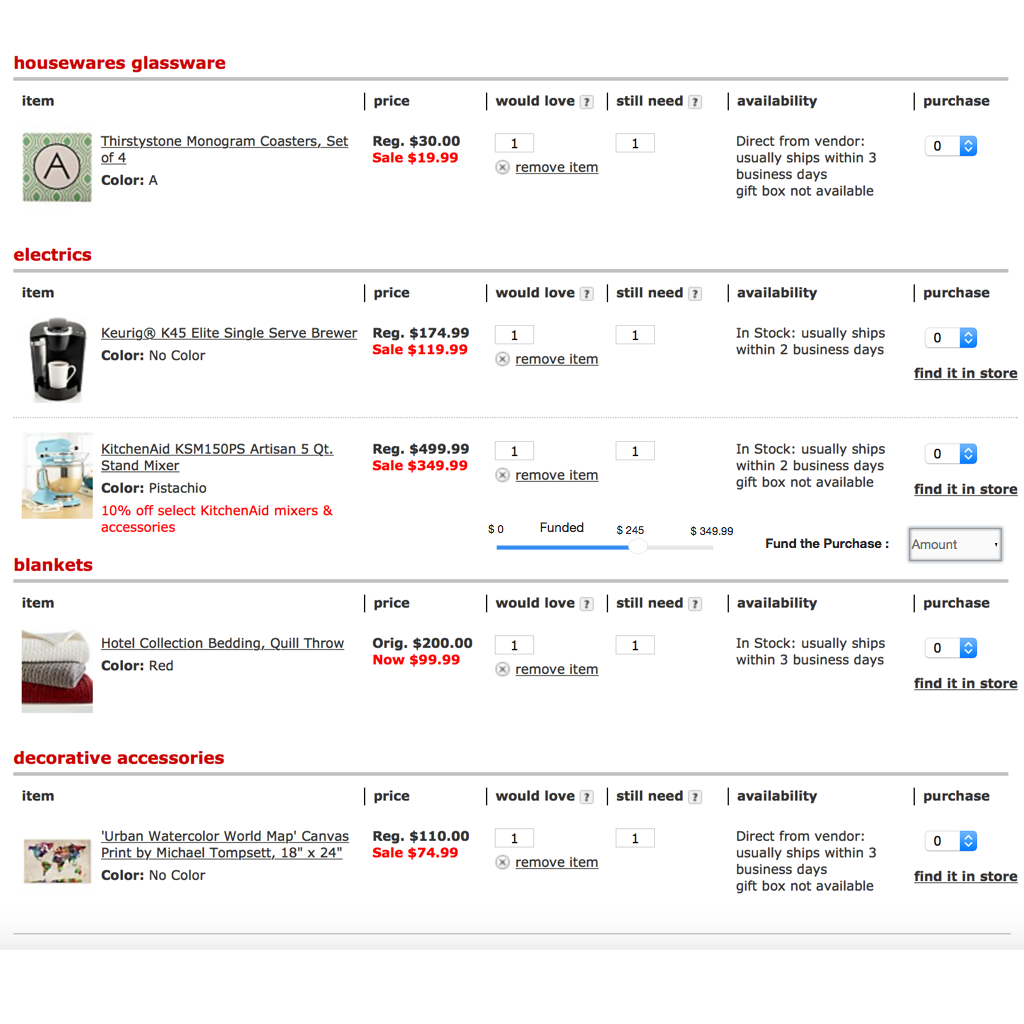 housewares glassware
item price would love ? still need ? availability purchase
Thirstystone Monogram Coasters, Set of 4
Color: A
A
Reg. $30.00
Sale $19.99
1
remove item
1
Direct from vendor:
usually ships within 3
business days
gift box not available
0
electrics
item price would love ? still need ? availability purchase
Keurig® K45 Elite Single Serve Brewer
Color: No Color
Reg. $174.99
Sale $119.99
1
remove item
1
In Stock: usually ships
within 2 business days
0
find it in store
KitchenAid KSM150PS Artisan 5 Qt.
Stand Mixer
Color: Pistachio
10% off select KitchenAid mixers &
accessories
Reg. $499.99
Sale $349.99
1
remove item
1
In Stock: usually ships
within 2 business days
gift box not available
0
find it in store
$ 0 Funded $ 245 $ 349.99
Fund the Purchase : Amount
blankets
item price would love ? still need ? availability purchase
Hotel Collection Bedding, Quill Throw
Color: Red
Orig. $200.00
Now $99.99
1
remove item
1
In Stock: usually ships
within 3 business days
0
find it in store
decorative accessories
item price would love ? still need ? availability purchase
'Urban Watercolor World Map' Canvas
Print by Michael Tompsett, 18" x 24"
Color: No Color
Reg. $110.00
Sale $74.99
1
remove item
1
Direct from vendor:
usually ships within 3
business days
gift box not available
0
find it in store